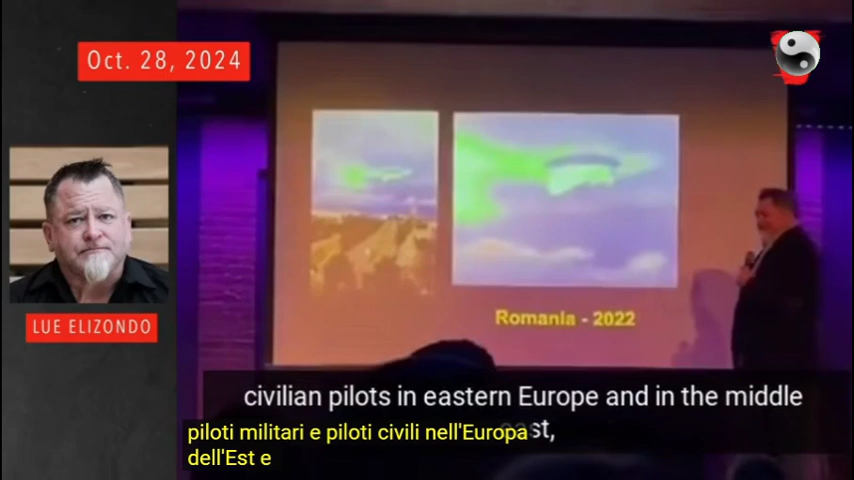 Oct. 28, 2024
LUE ELIZONDO
Romania - 2022
civilian pilots in eastern Europe and in the middle
east,
piloti militari e piloti civili nell'Europa
dell'Est e